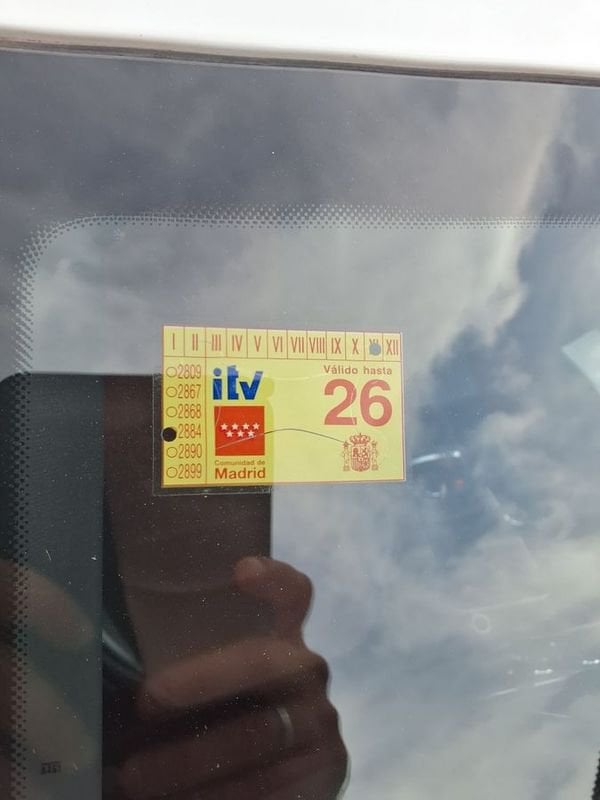 I II III IV V VI VII VIII IX X XI XII
2809
2867
2868
2884
2890
2899
itv
Comunidad de
Madrid
Válido hasta
26